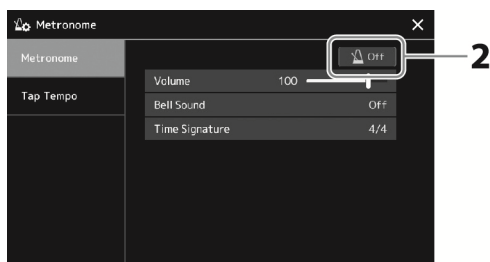 Metronome
Metronome
Off
2
Tap Tempo
Volume 100
Bell Sound Off
Time Signature 4/4